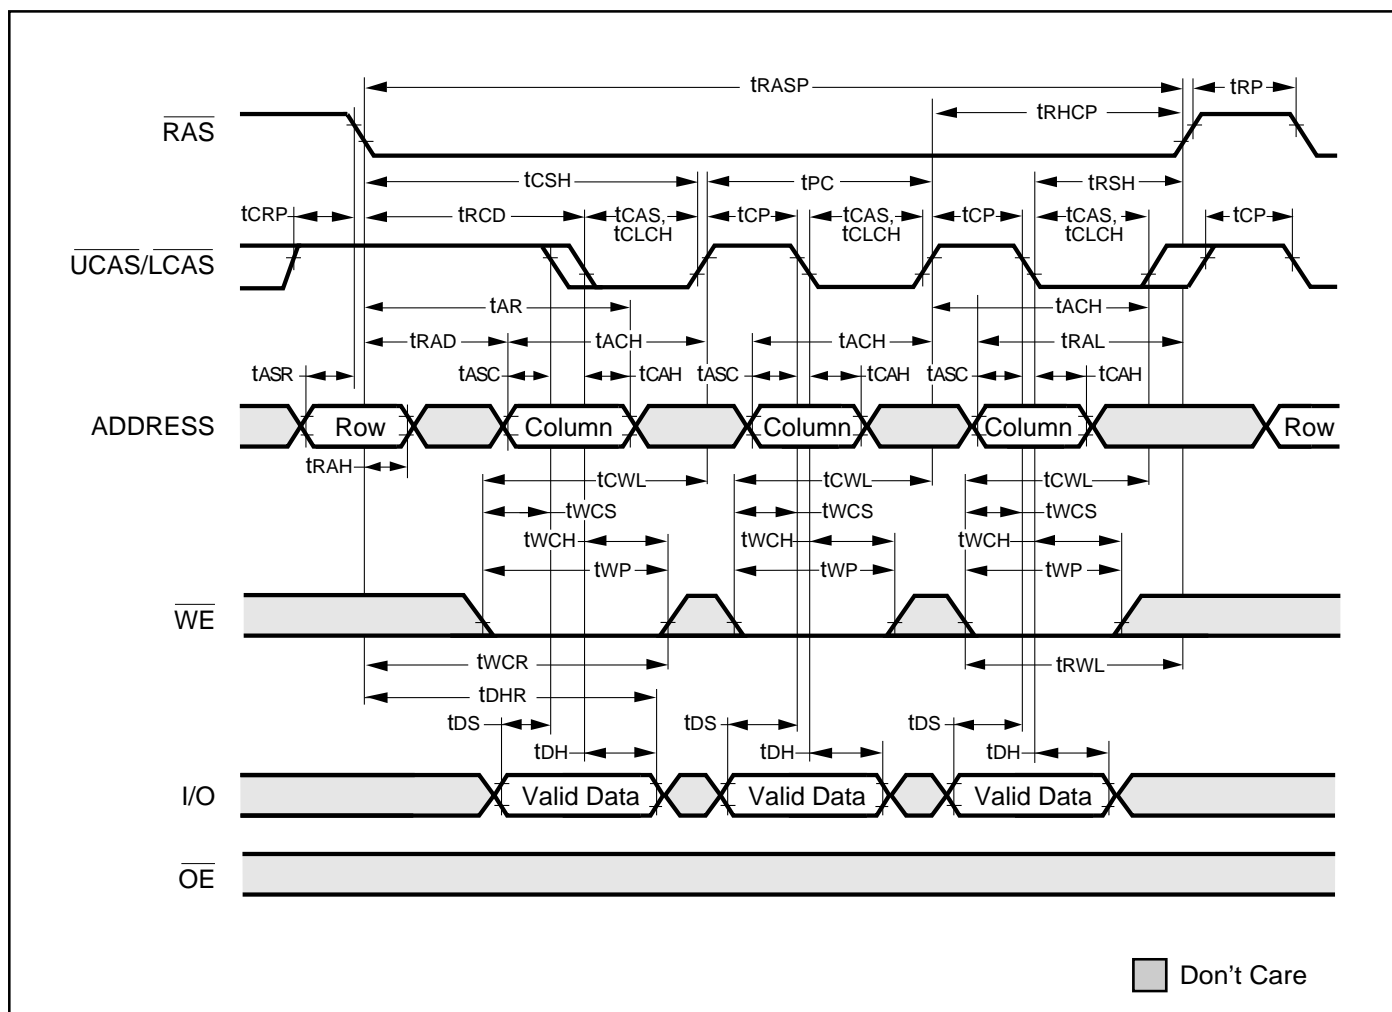 tRASP
tRP
tRHCP
RAS
tCSH
tPC
tRSH
tCRP
tRCD
tCAS,
tCLCH
tCP
tCAS,
tCLCH
tCP
tCAS,
tCLCH
tCP
UCAS/LCAS
tAR
tACH
tRAD
tACH
tACH
tRAL
tASR
tASC
tCAH
tASC
tCAH
tASC
tCAH
ADDRESS
Row
Column
Column
Column
Row
tRAH
tCWL
tCWL
tCWL
tWCS
tWCS
tWCS
tWCH
tWCH
tWCH
tWP
tWP
tWP
WE
tWCR
tRWL
tDHR
tDS
tDS
tDS
tDH
tDH
tDH
I/O
Valid Data
Valid Data
Valid Data
OE
Don't Care